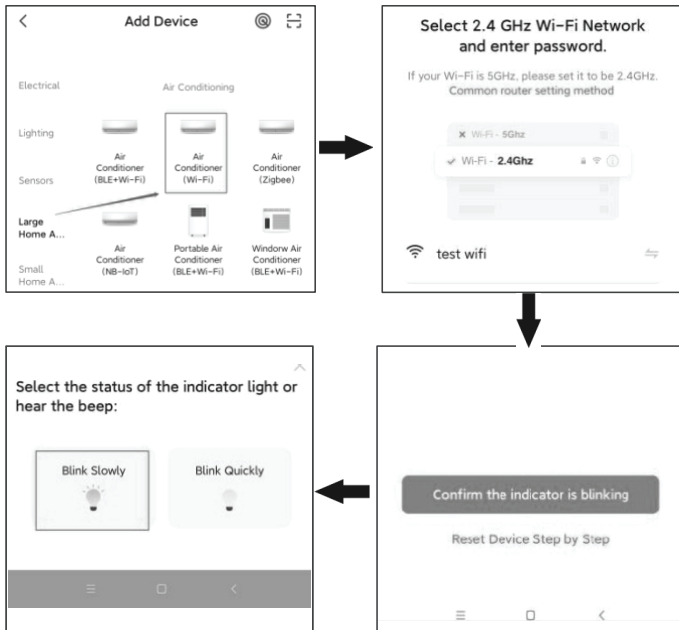 Add Device
Electrical
Air Conditioning
Lighting
Air
Conditioner
(BLE+Wi-Fi)
Air
Conditioner
(Wi-Fi)
Air
Conditioner
(Zigbee)
Sensors
Large
Home A...
Air
Conditioner
(NB-IoT)
Portable Air
Conditioner
(BLE+Wi-Fi)
Windorw Air
Conditioner
(BLE+Wi-Fi)
Small
Home A...
Select 2.4 GHz Wi-Fi Network
and enter password.
If your Wi-Fi is 5GHz, please set it to be 2.4GHz.
Common router setting method
Wi-Fi - 5Ghz
Wi-Fi - 2.4Ghz
test wifi
Confirm the indicator is blinking
Reset Device Step by Step
Select the status of the indicator light or
hear the beep:
Blink Slowly
Blink Quickly